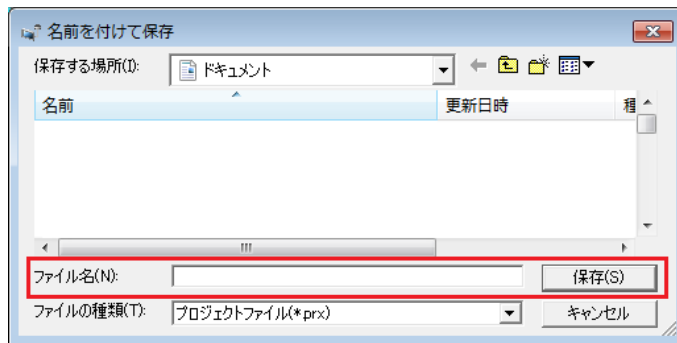 名前を付けて保存
保存する場所(I): ドキュメント
名前 更新日時 種
ファイル名(N): 保存(S)
ファイルの種類(T): プロジェクトファイル(*prx) キャンセル